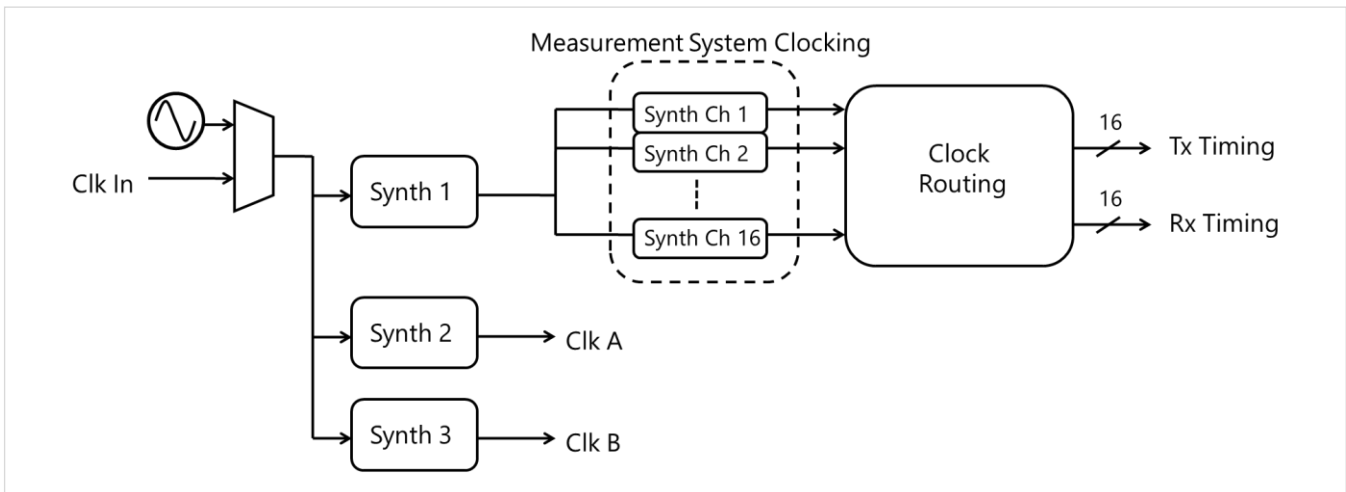 Measurement System Clocking
Clk In
Synth 1
Synth Ch 1
Synth Ch 2
Synth Ch 16
Clock
Routing
16
Tx Timing
16
Rx Timing
Synth 2
Clk A
Synth 3
Clk B